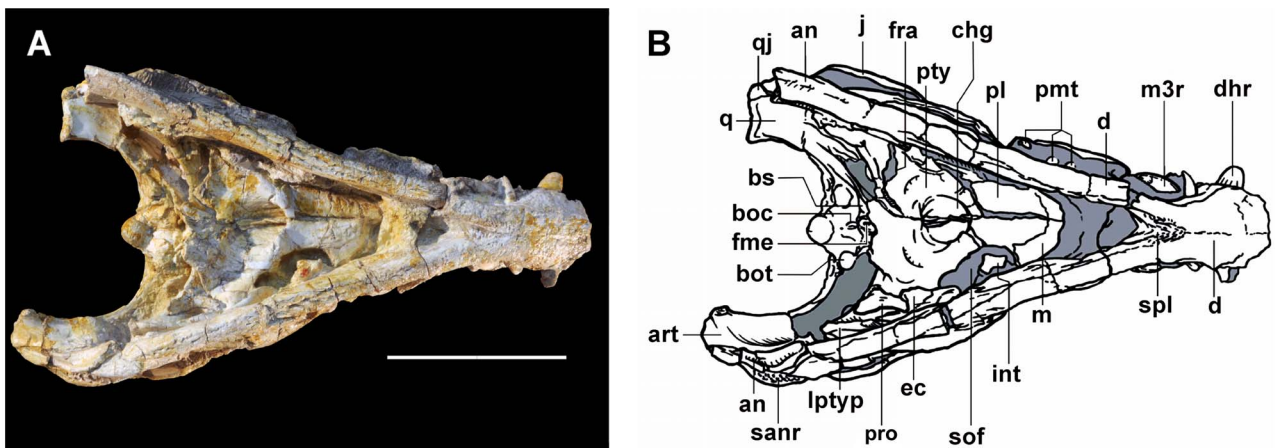 A
B
qj an j fra chg
pty pl pmt m3r dhr
q d
bs
boc
fme
bot
art
m spl d
an lptyp ec int
sanr pro sof